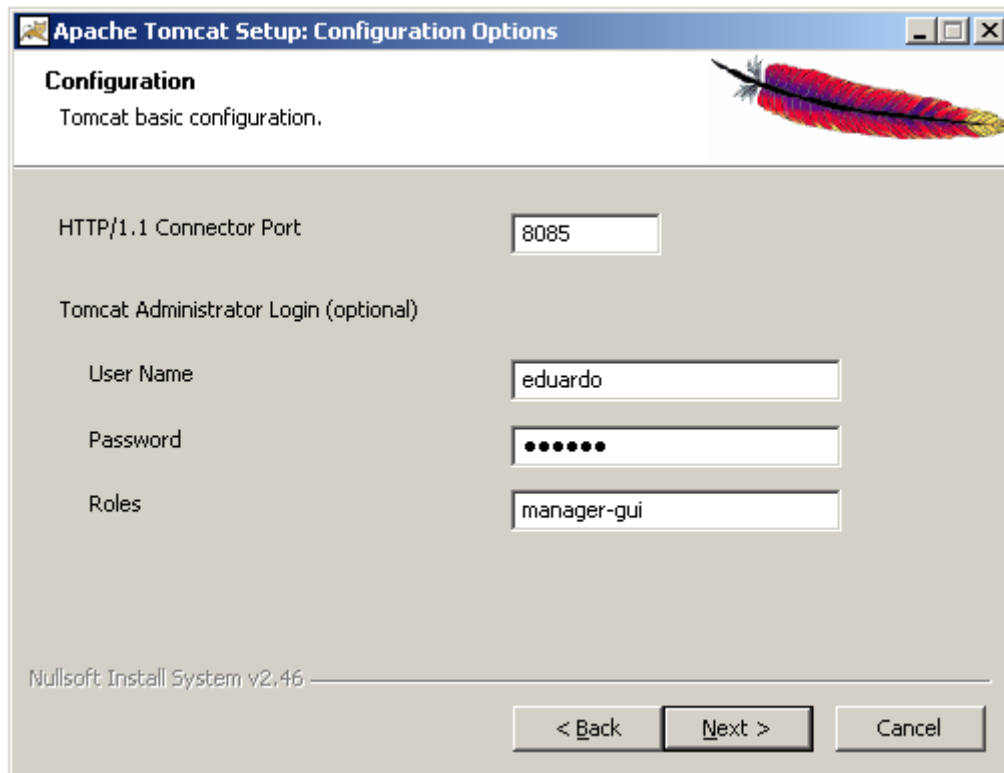 Apache Tomcat Setup: Configuration Options
Configuration
Tomcat basic configuration.
HTTP/1.1 Connector Port 8085
Tomcat Administrator Login (optional)
User Name eduardo
Password ●●●●●●
Roles manager-gui
Nullsoft Install System v2.46
< Back Next > Cancel